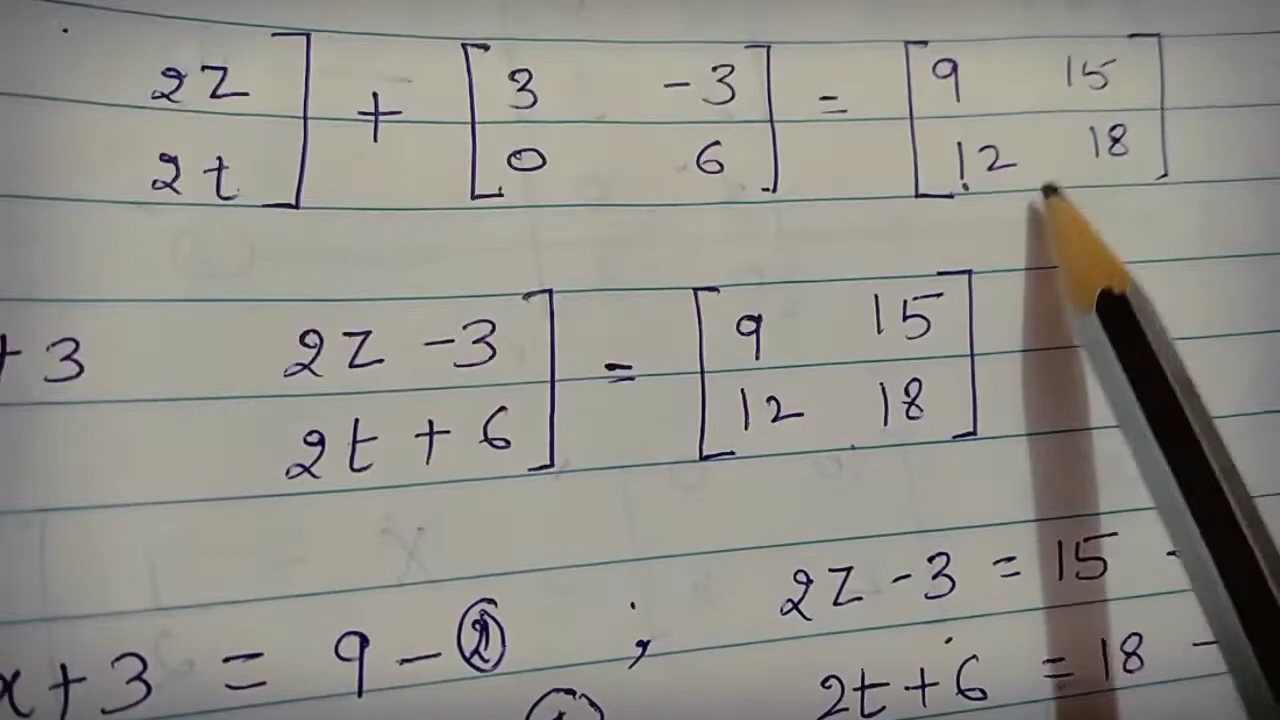 2z ] + [ 3 -3 ] = [ 9 15 ]
2t ] [ 0 6 ] [ 12 18 ]
+ 3 2z - 3 ] = [ 9 15 ]
2t + 6 ] [ 12 18 ]
x + 3 = 9 - ; 2z - 3 = 15 -
2t + 6 = 18 -